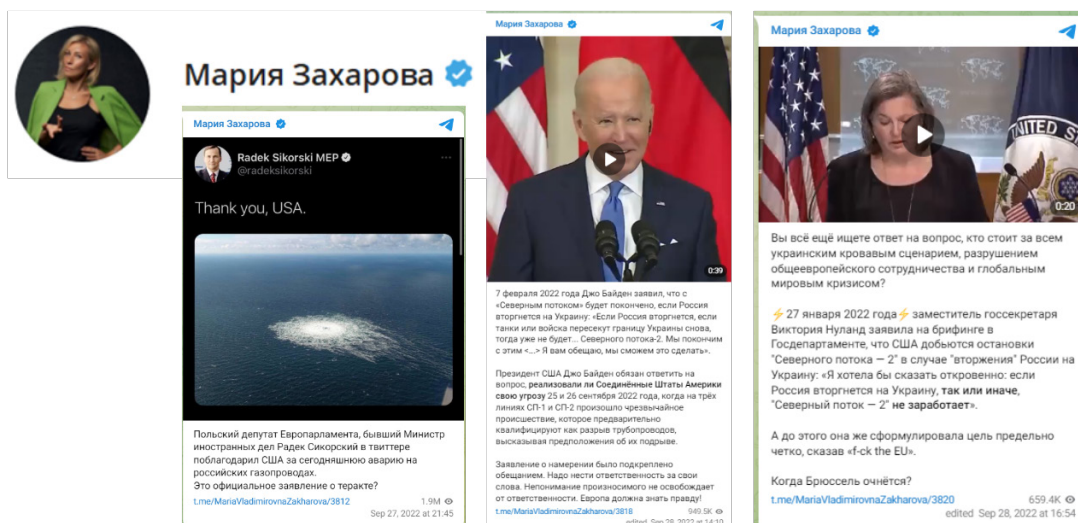 Мария Захарова
Мария Захарова
Radek Sikorski MEP
@radeksikorski
Thank you, USA.
Польский депутат Европарламента, бывший Министр
иностранных дел Радек Сикорский в твиттере
поблагодарил США за сегодняшнюю аварию на
российских газопроводах.
Это официальное заявление о теракте?
t.me/MariaVladimirovnaZakharova/3812
1.9M
Sep 27, 2022 at 21:45
Мария Захарова
0:39
7 февраля 2022 года Джо Байден заявил, что с
«Северным потоком» будет покончено, если Россия
вторгнется на Украину: «Если Россия вторгнется, если
танки или войска пересекут границу Украины снова,
тогда уже не будет... Северного потока-2. Мы покончим
с этим <...> Я вам обещаю, мы сможем это сделать».
Президент США Джо Байден обязан ответить на
вопрос, реализовали ли Соединённые Штаты Америки
свою угрозу 25 и 26 сентября 2022 года, когда на трёх
линиях СП-1 и СП-2 произошло чрезвычайное
происшествие, которое предварительно
квалифицируют как разрыв трубопроводов,
высказывая предположения об их подрыве.
Заявление о намерении было подкреплено
обещанием. Надо нести ответственность за свои
слова. Непонимание произносимого не освобождает
от ответственности. Европа должна знать правду!
t.me/MariaVladimirovnaZakharova/3818
949.5K
edited Sep 28, 2022 at 14:10
Мария Захарова
UNITED S
0:20
Вы всё ещё ищете ответ на вопрос, кто стоит за всем
украинским кровавым сценарием, разрушением
общеевропейского сотрудничества и глобальным
мировым кризисом?
27 января 2022 года заместитель госсекретаря
Виктория Нуланд заявила на брифинге в
Госдепартаменте, что США добьются остановки
"Северного потока — 2" в случае "вторжения" России на
Украину: «Я хотела бы сказать откровенно: если
Россия вторгнется на Украину, так или иначе,
"Северный поток — 2" не заработает».
А до этого она же сформулировала цель предельно
четко, сказав «f-ck the EU».
Когда Брюссель очнётся?
t.me/MariaVladimirovnaZakharova/3820
659.4K
edited Sep 28, 2022 at 16:54